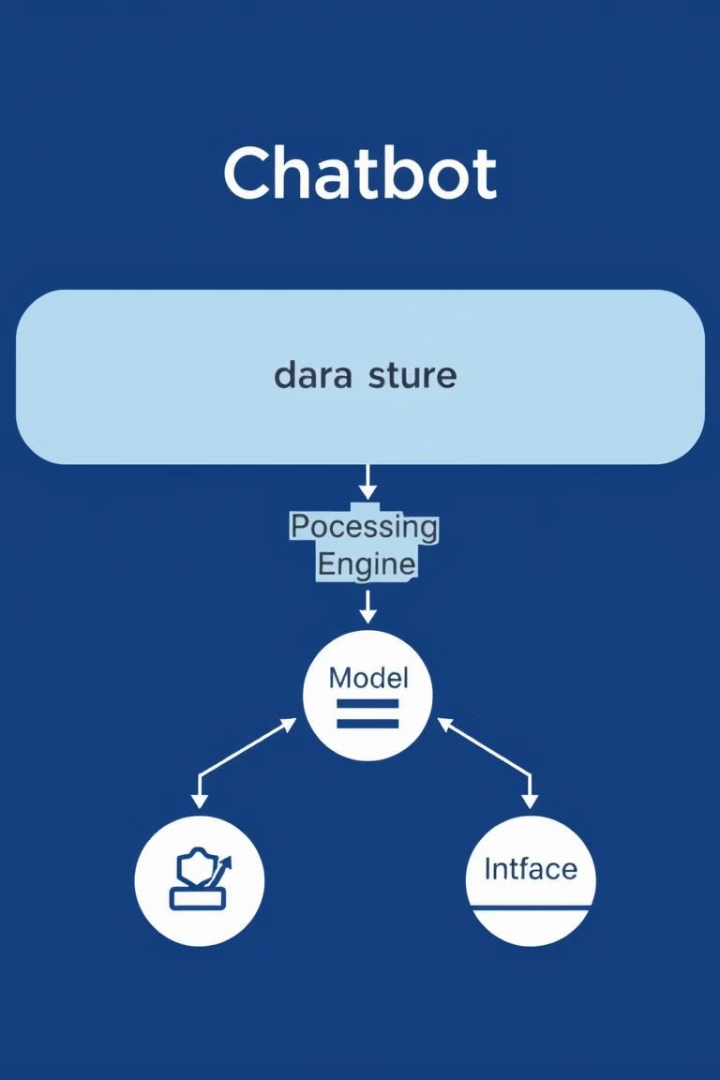 Chatbot
dara sture
Pocessing
Engine
Model
Intface